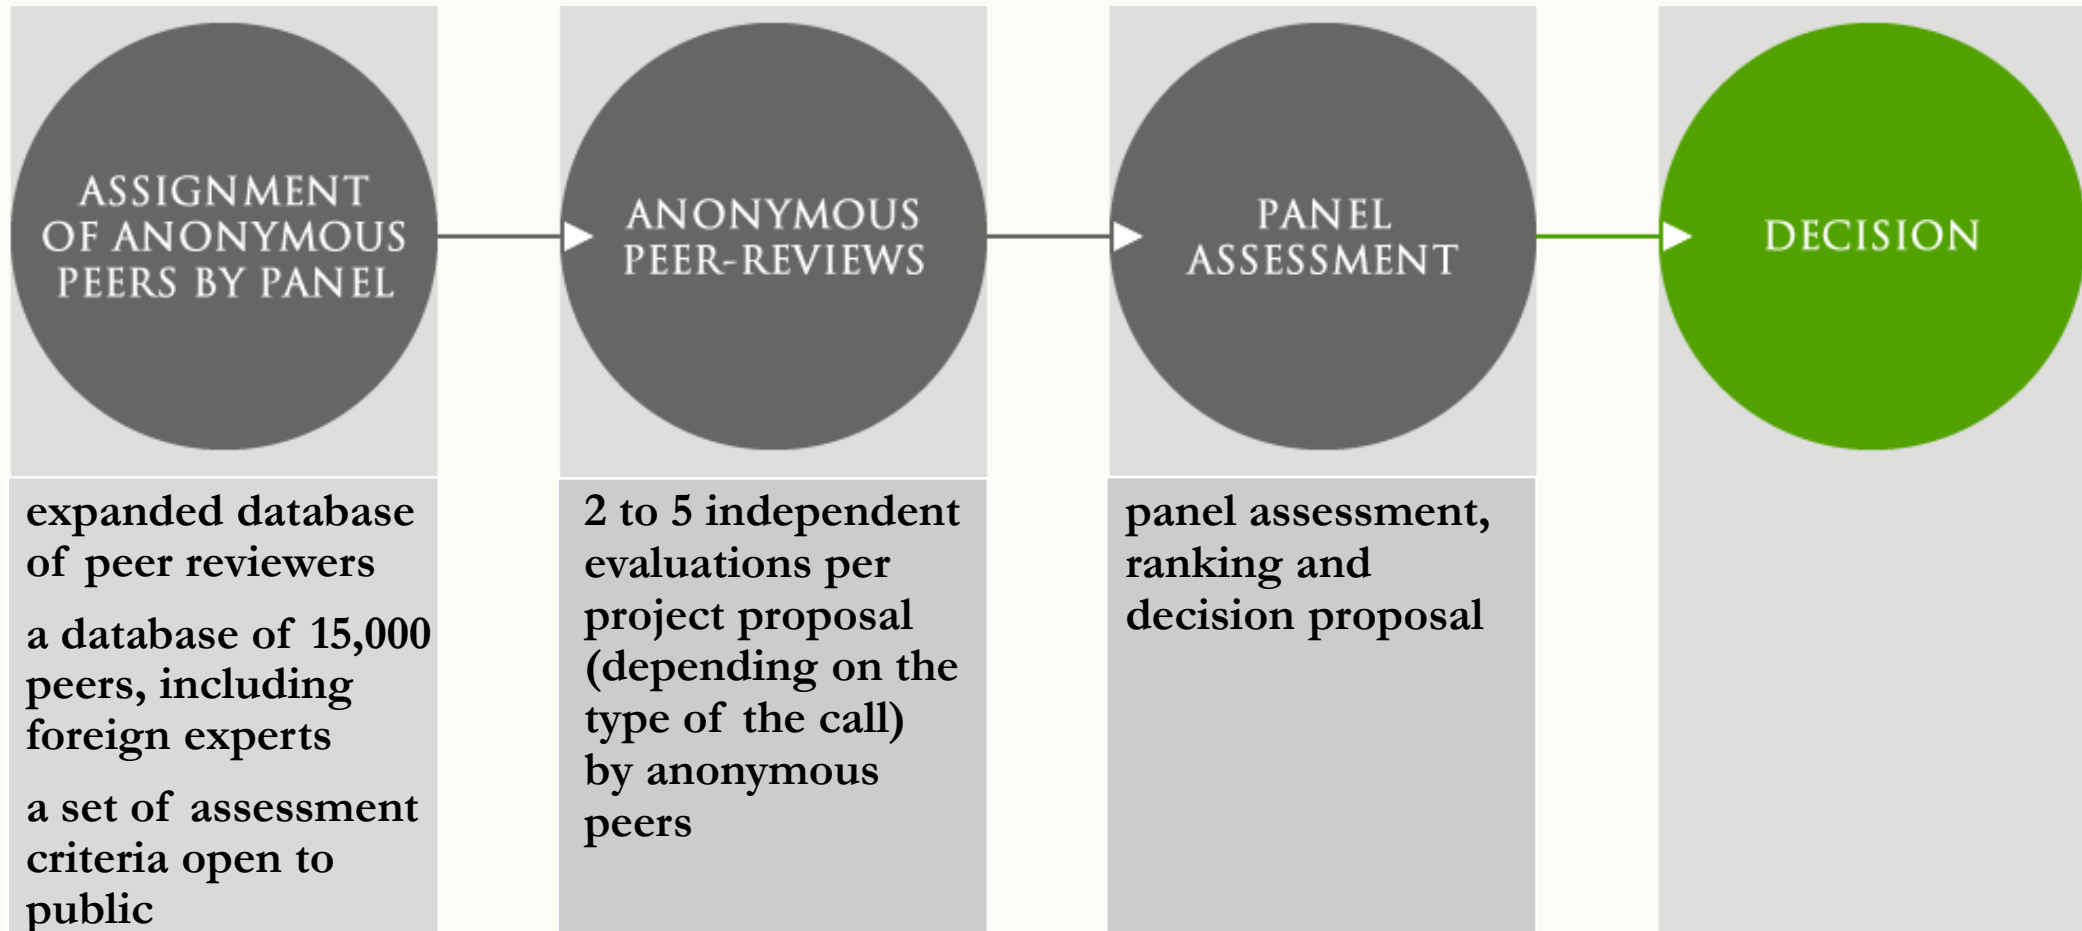 ASSIGNMENT
OF ANONYMOUS
PEERS BY PANEL
expanded database
of peer reviewers
a database of 15,000
peers, including
foreign experts
a set of assessment
criteria open to
public
ANONYMOUS
PEER-REVIEWS
2 to 5 independent
evaluations per
project proposal
(depending on the
type of the call)
by anonymous
peers
PANEL
ASSESSMENT
panel assessment,
ranking and
decision proposal
DECISION